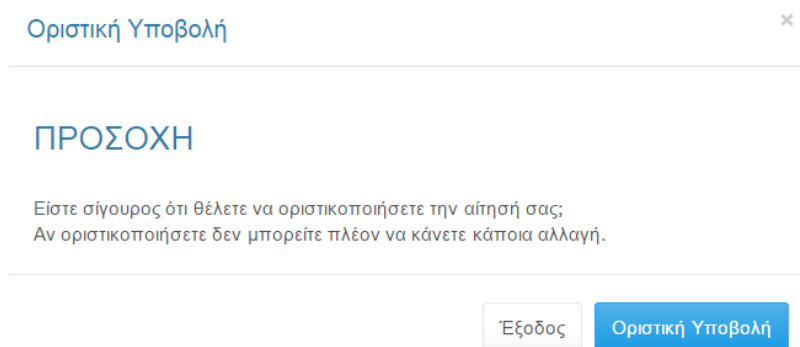 Οριστική Υποβολή
×
ΠΡΟΣΟΧΗ
Είστε σίγουρος ότι θέλετε να οριστικοποιήσετε την αίτησή σας;
Αν οριστικοποιήσετε δεν μπορείτε πλέον να κάνετε κάποια αλλαγή.
Έξοδος
Οριστική Υποβολή